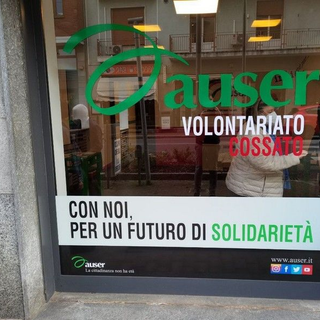 auser
VOLONTARIATO
COSSATO
CON NOI,
PER UN FUTURO DI SOLIDARIETÀ
auser
La cittadinanza non ha età
www.auser.it